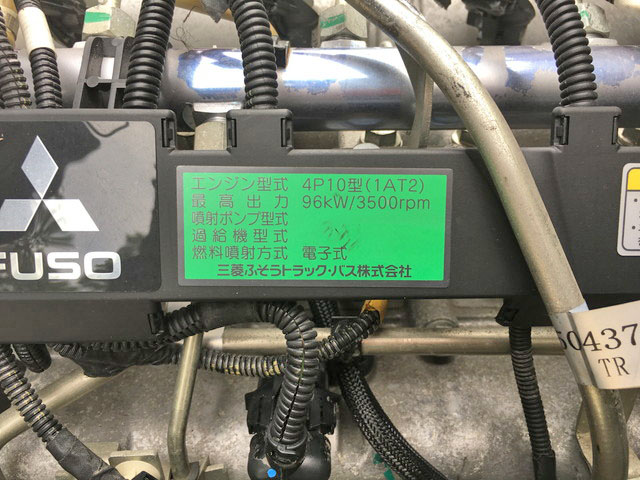 エンジン型式 4P10型(1AT2)
最高出力 96kW/3500rpm
噴射ポンプ型式
過給機型式
燃料噴射方式 電子式
三菱ふそうトラック・バス株式会社
FUSO
50437
TR